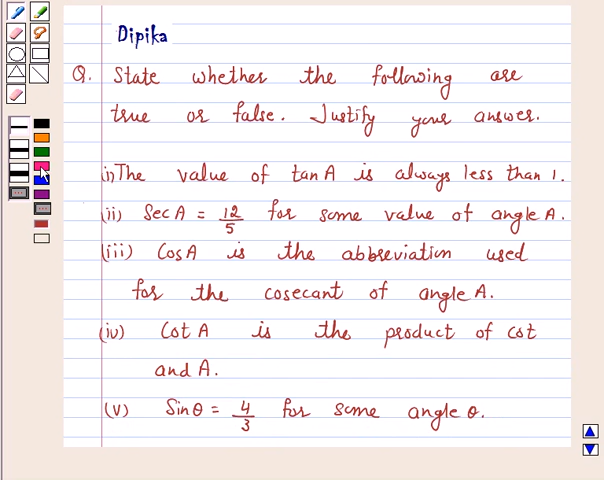 Dipika
Q. State whether the following are
true or false. Justify your answer.
(i) The value of tan A is always less than 1.
(ii) Sec A = 12/5 for some value of angle A.
(iii) Cos A is the abbreviation used
for the cosecant of angle A.
(iv) Cot A is the product of cot
and A.
(v) Sin θ = 4/3 for some angle θ.